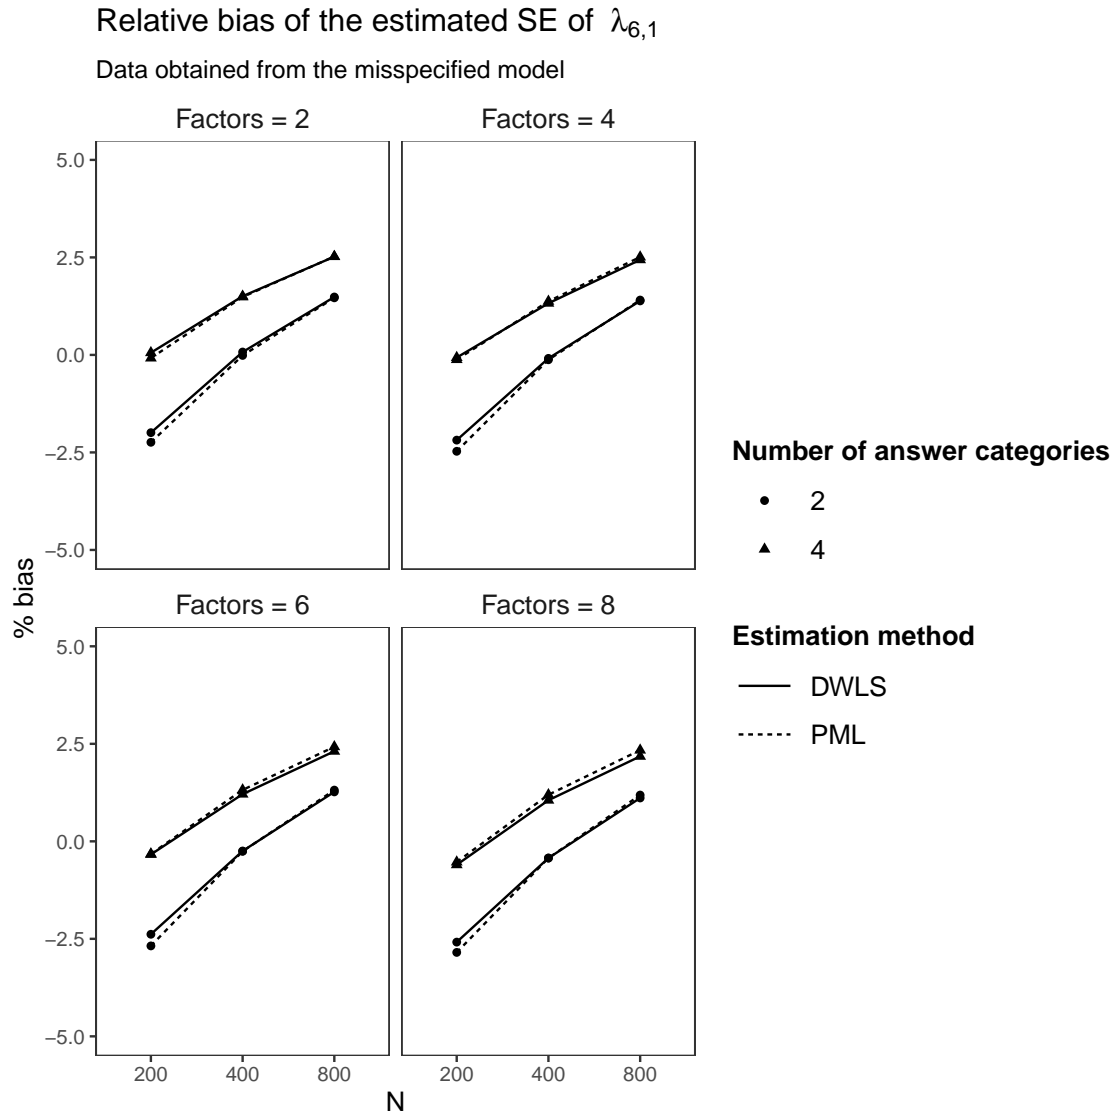 Relative bias of the estimated SE of λ6,1
Data obtained from the misspecified model
Factors = 2
Factors = 4
5.0
2.5
0.0
−2.5
−5.0
Factors = 6
Factors = 8
5.0
2.5
0.0
−2.5
−5.0
200 400 800
200 400 800
% bias
N
Number of answer categories
2
4
Estimation method
DWLS
PML